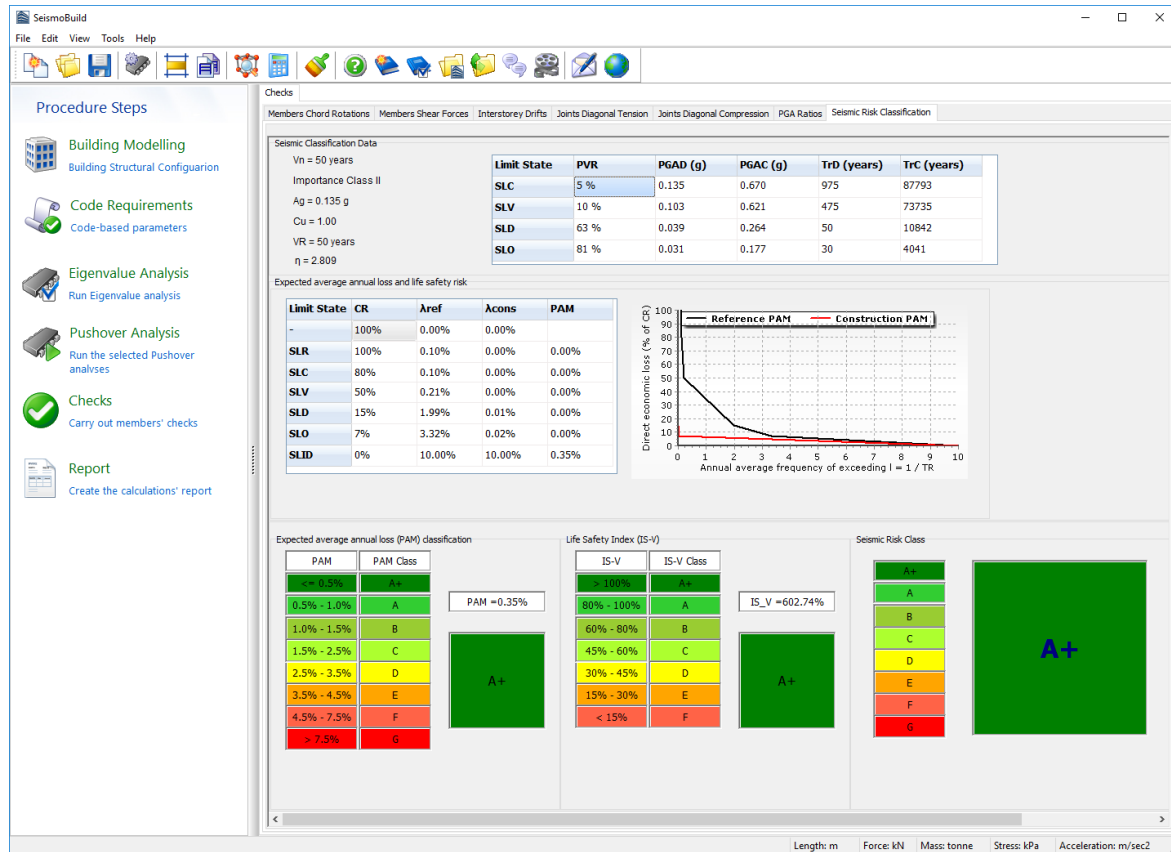 SeismoBuild
File Edit View Tools Help
Procedure Steps
Building Modelling
Building Structural Configuarion
Code Requirements
Code-based parameters
Eigenvalue Analysis
Run Eigenvalue analysis
Pushover Analysis
Run the selected Pushover
analyses
Checks
Carry out members' checks
Report
Create the calculations' report
Checks
Members Chord Rotations Members Shear Forces Interstorey Drifts Joints Diagonal Tension Joints Diagonal Compression PGA Ratios Seismic Risk Classification
Seismic Classification Data
Vn = 50 years
Importance Class II
Ag = 0.135 g
Cu = 1.00
VR = 50 years
η = 2.809
Limit State PVR PGAD (g) PGAC (g) TrD (years) TrC (years)
SLC 5 % 0.135 0.670 975 87793
SLV 10 % 0.103 0.621 475 73735
SLD 63 % 0.039 0.264 50 10842
SLO 81 % 0.031 0.177 30 4041
Expected average annual loss and life safety risk
Limit State CR λref λcons PAM
- 100% 0.00% 0.00%
SLR 100% 0.10% 0.00% 0.00%
SLC 80% 0.10% 0.00% 0.00%
SLV 50% 0.21% 0.00% 0.00%
SLD 15% 1.99% 0.01% 0.00%
SLO 7% 3.32% 0.02% 0.00%
SLID 0% 10.00% 10.00% 0.35%
Direct economic loss (% of CR)
100
90
80
70
60
50
40
30
20
10
0
Reference PAM Construction PAM
0 1 2 3 4 5 6 7 8 9 10
Annual average frequency of exceeding l = 1 / TR
Expected average annual loss (PAM) classification
PAM PAM Class
<= 0.5% A+
0.5% - 1.0% A
1.0% - 1.5% B
1.5% - 2.5% C
2.5% - 3.5% D
3.5% - 4.5% E
4.5% - 7.5% F
> 7.5% G
PAM =0.35%
A+
Life Safety Index (IS-V)
IS-V IS-V Class
> 100% A+
80% - 100% A
60% - 80% B
45% - 60% C
30% - 45% D
15% - 30% E
< 15% F
IS_V =602.74%
A+
Seismic Risk Class
A+
A
B
C
D
E
F
G
A+
Length: m Force: kN Mass: tonne Stress: kPa Acceleration: m/sec2